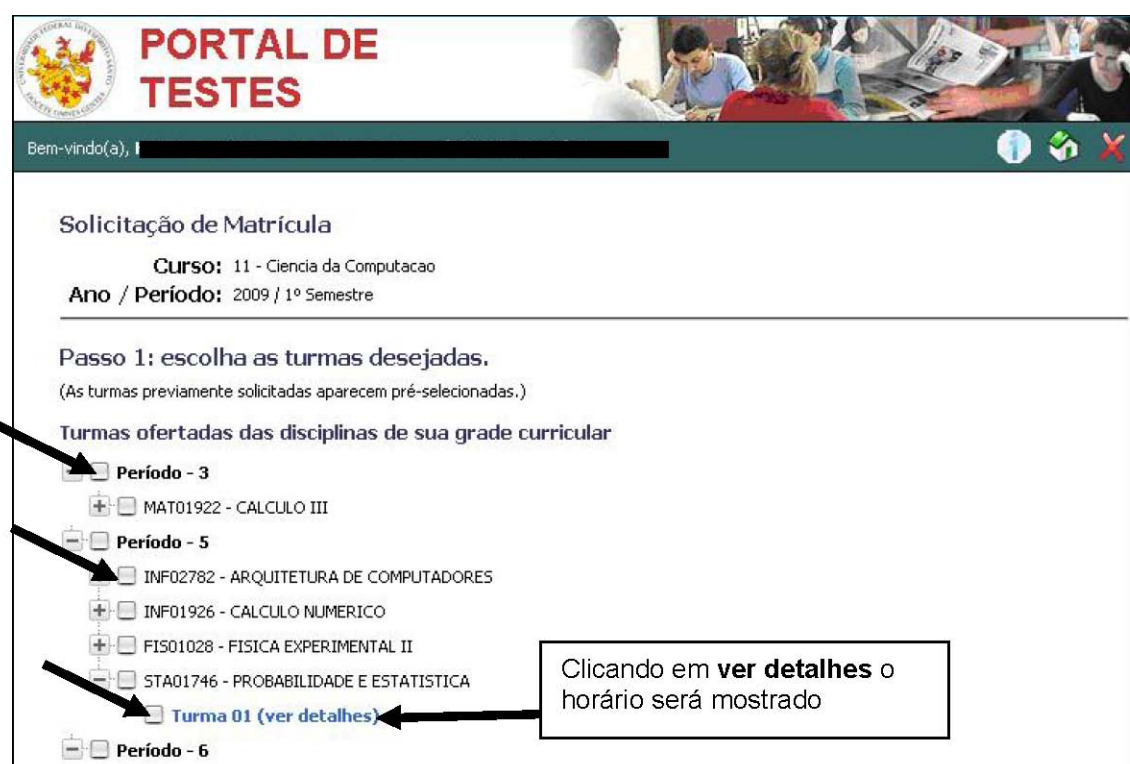 PORTAL DE
TESTES
Bem-vindo(a),
Solicitação de Matrícula
Curso: 11 - Ciencia da Computacao
Ano / Período: 2009 / 1º Semestre
Passo 1: escolha as turmas desejadas.
(As turmas previamente solicitadas aparecem pré-selecionadas.)
Turmas ofertadas das disciplinas de sua grade curricular
Período - 3
MAT01922 - CALCULO III
Período - 5
INF02782 - ARQUITETURA DE COMPUTADORES
INF01926 - CALCULO NUMERICO
FIS01028 - FISICA EXPERIMENTAL II
STA01746 - PROBABILIDADE E ESTATISTICA
Turma 01 (ver detalhes)
Clicando em ver detalhes o
horário será mostrado
Período - 6